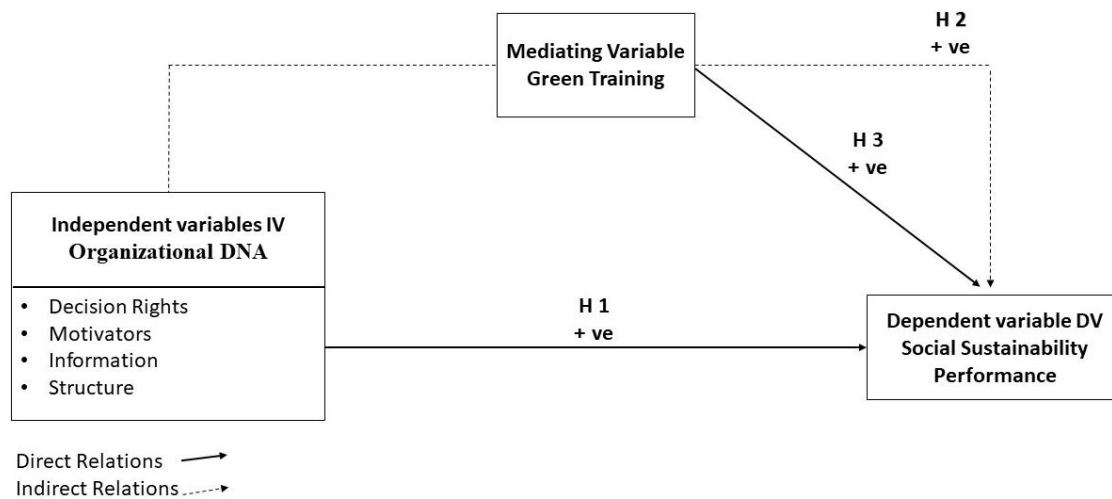 Mediating Variable
Green Training
H 2
+ ve
H 3
+ ve
Independent variables IV
Organizational DNA
• Decision Rights
• Motivators
• Information
• Structure
H 1
+ ve
Dependent variable DV
Social Sustainability
Performance
Direct Relations
Indirect Relations